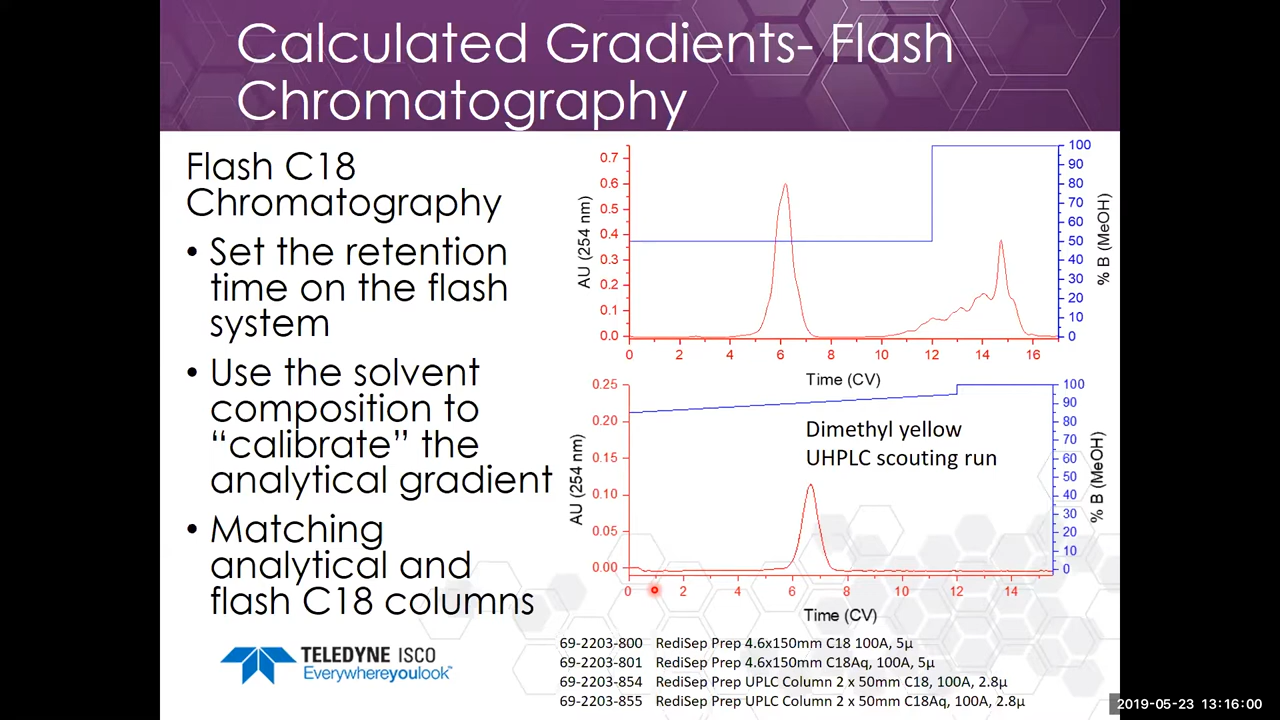 Calculated Gradients- Flash
Chromatography
Flash C18
Chromatography
• Set the retention
time on the flash
system
• Use the solvent
composition to
“calibrate” the
analytical gradient
• Matching
analytical and
flash C18 columns
AU (254 nm)
0.7
0.6
0.5
0.4
0.3
0.2
0.1
0.0
0 2 4 6 8 10 12 14 16
Time (CV)
100
90
80
70
60
50
40
30
20
10
0
% B (MeOH)
AU (254 nm)
0.25
0.20
0.15
0.10
0.05
0.00
0 2 4 6 8 10 12 14
Time (CV)
100
90
80
70
60
50
40
30
20
10
0
% B (MeOH)
Dimethyl yellow
UHPLC scouting run
TELEDYNE ISCO
Everywhereyoulook™
69-2203-800 RediSep Prep 4.6x150mm C18 100A, 5µ
69-2203-801 RediSep Prep 4.6x150mm C18Aq, 100A, 5µ
69-2203-854 RediSep Prep UPLC Column 2 x 50mm C18, 100A, 2.8µ
69-2203-855 RediSep Prep UPLC Column 2 x 50mm C18Aq, 100A, 2.8µ
2019-05-23 13:16:00